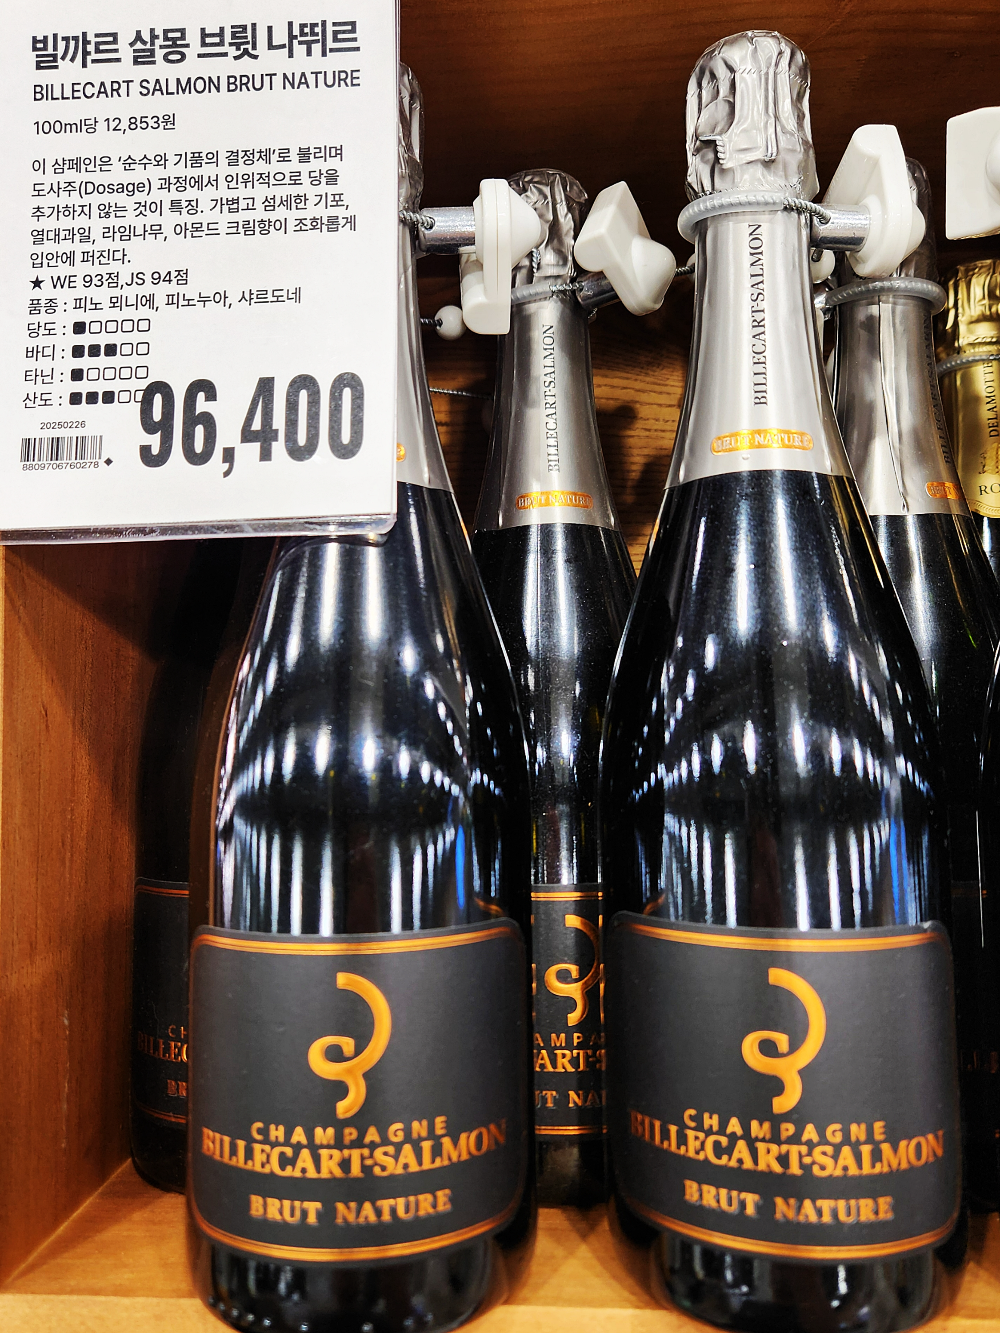 빌꺄르 살몽 브륏 나뛰르
BILLECART SALMON BRUT NATURE
100ml당 12,853원
이 샴페인은 '순수와 기품의 결정체'로 불리며
도사주(Dosage) 과정에서 인위적으로 당을
추가하지 않는 것이 특징. 가볍고 섬세한 기포,
열대과일, 라임나무, 아몬드 크림향이 조화롭게
입안에 퍼진다.
★ WE 93점,JS 94점
품종 : 피노 뫼니에, 피노누아, 샤르도네
당도 : ■□□□□
바디 : ■■■□□
타닌 : ■□□□□
산도 : ■■■□□
96,400
20250226
8809706760278 ◆
BILLECART-SALMON
BRUT NATURE
BILLECART-SALMON
BRUT NATURE
DELAMOTTE
CHAMPAGNE
BILLECART-SALMON
BRUT NATURE
CHAMPAGNE
BILLECART-SALMON
BRUT NATURE